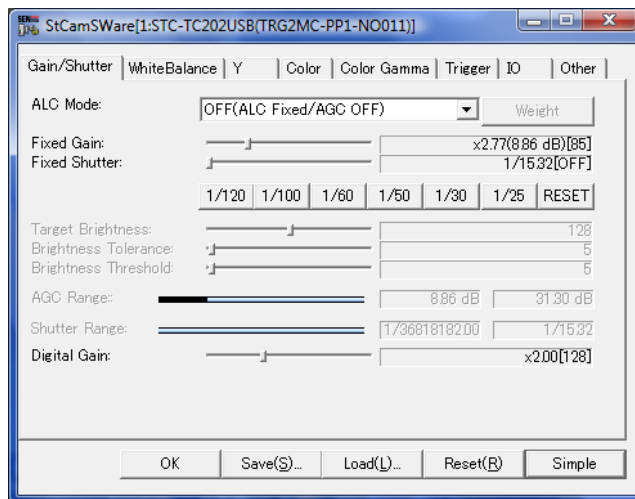 StCamSWare[1:STC-TC202USB(TRG2MC-PP1-NO011)]
Gain/Shutter WhiteBalance Y Color Color Gamma Trigger IO Other
ALC Mode: OFF(ALC Fixed/AGC OFF) Weight
Fixed Gain: x2.77(8.86 dB)[85]
Fixed Shutter: 1/15.32[OFF]
1/120 1/100 1/60 1/50 1/30 1/25 RESET
Target Brightness: 128
Brightness Tolerance: 5
Brightness Threshold: 5
AGC Range: 8.86 dB 31.30 dB
Shutter Range: 1/36818182.00 1/15.32
Digital Gain: x2.00[128]
OK Save(S)... Load(L)... Reset(R) Simple